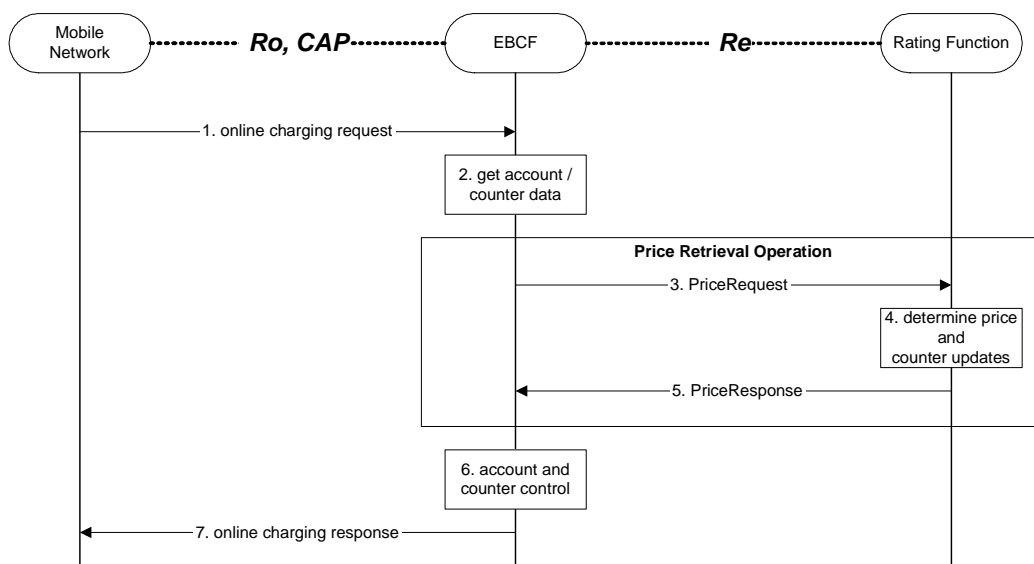 Mobile
Network
Ro, CAP
EBCF
Re
Rating Function
1. online charging request
2. get account /
counter data
Price Retrieval Operation
3. PriceRequest
4. determine price
and
counter updates
5. PriceResponse
6. account and
counter control
7. online charging response